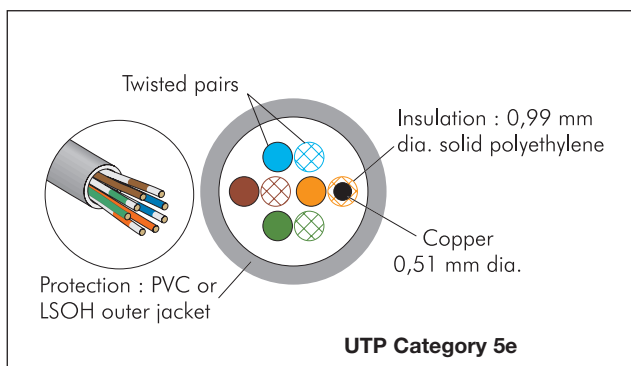 Twisted pairs
Insulation : 0,99 mm
dia. solid polyethylene
Copper
0,51 mm dia.
Protection : PVC or
LSOH outer jacket
UTP Category 5e